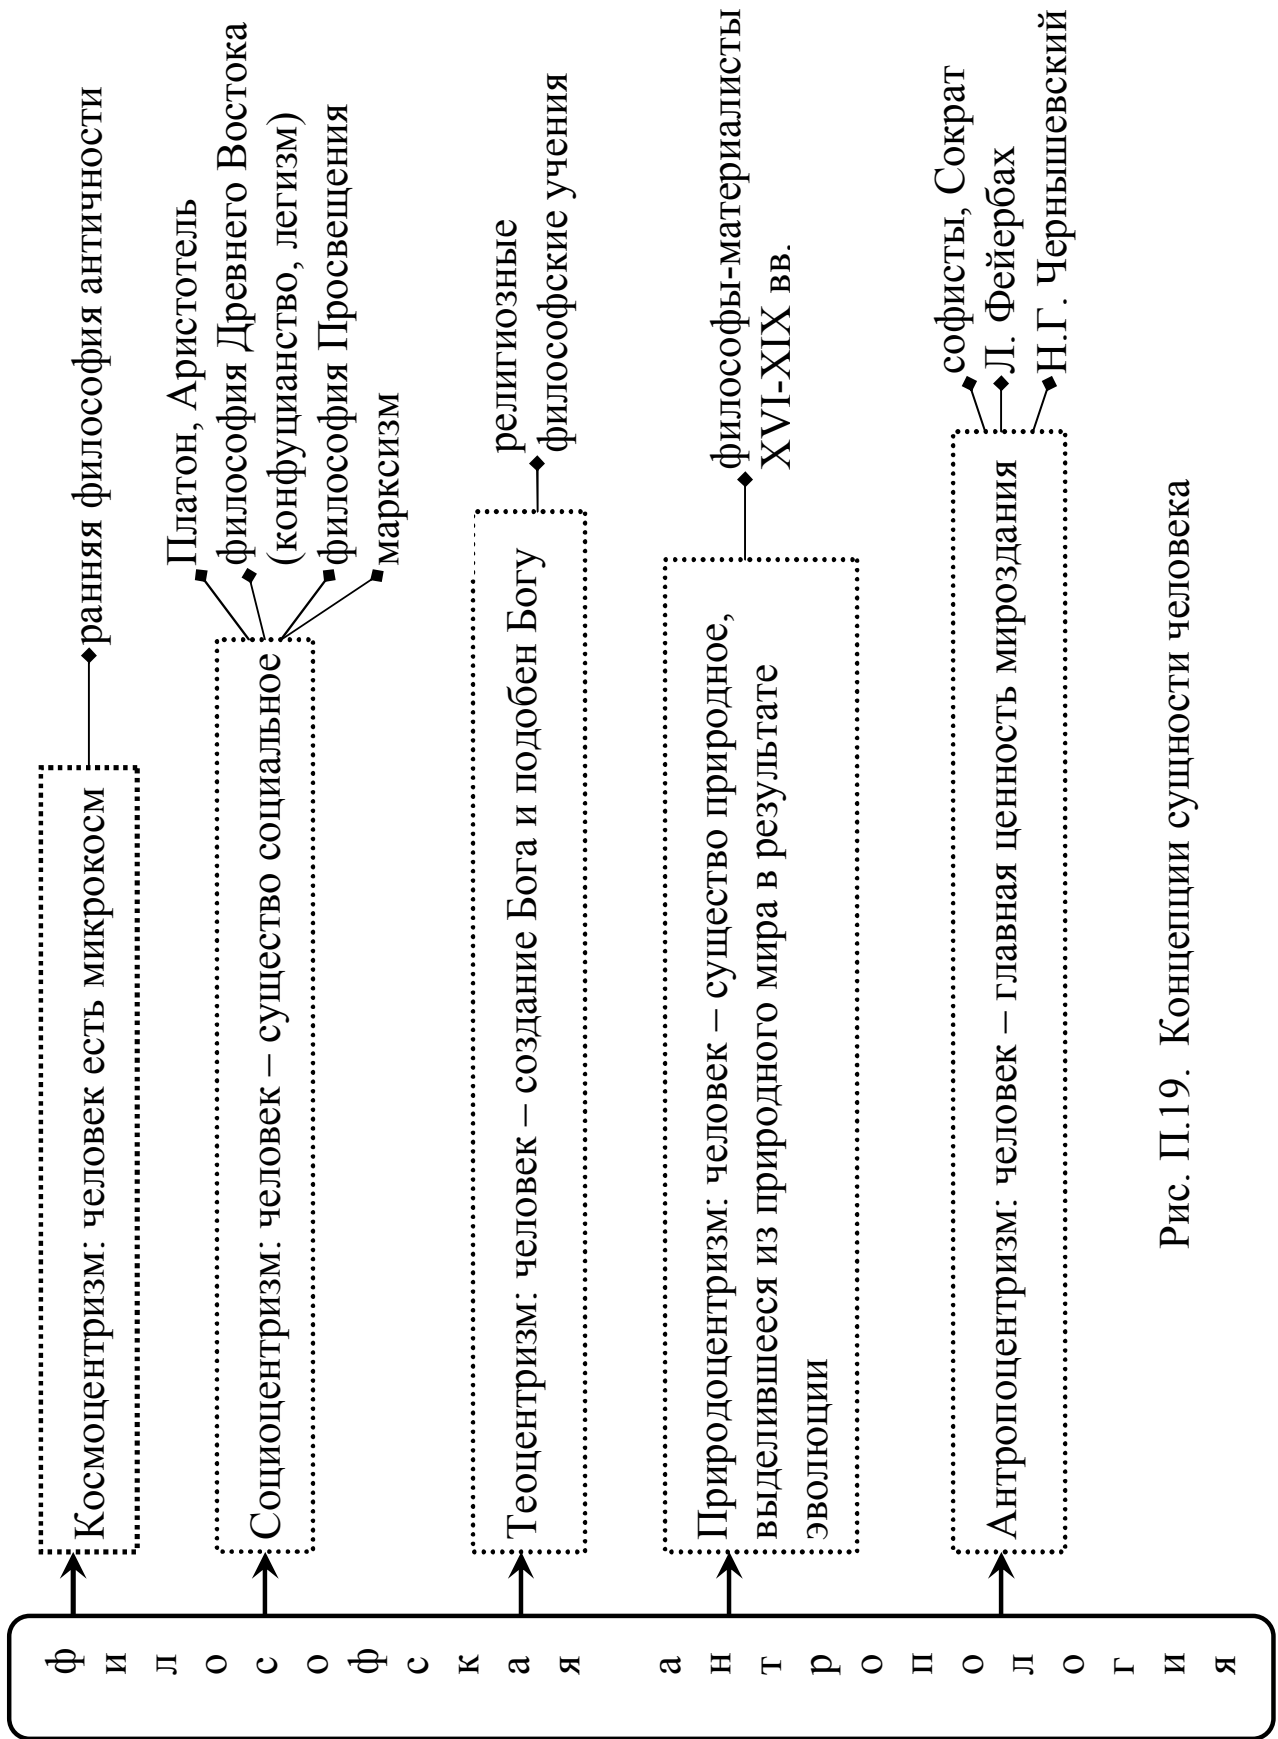 философская
антропология
Космоцентризм: человек есть микрокосм
ранняя философия античности
Социоцентризм: человек – существо социальное
Платон, Аристотель
философия Древнего Востока
(конфуцианство, легизм)
философия Просвещения
марксизм
Теоцентризм: человек – создание Бога и подобен Богу
религиозные
философские учения
Природоцентризм: человек – существо природное,
выделившееся из природного мира в результате
эволюции
философы-материалисты
XVI-XIX вв.
Антропоцентризм: человек – главная ценность мироздания
софисты, Сократ
Л. Фейербах
Н.Г. Чернышевский
Рис. П.19. Концепции сущности человека